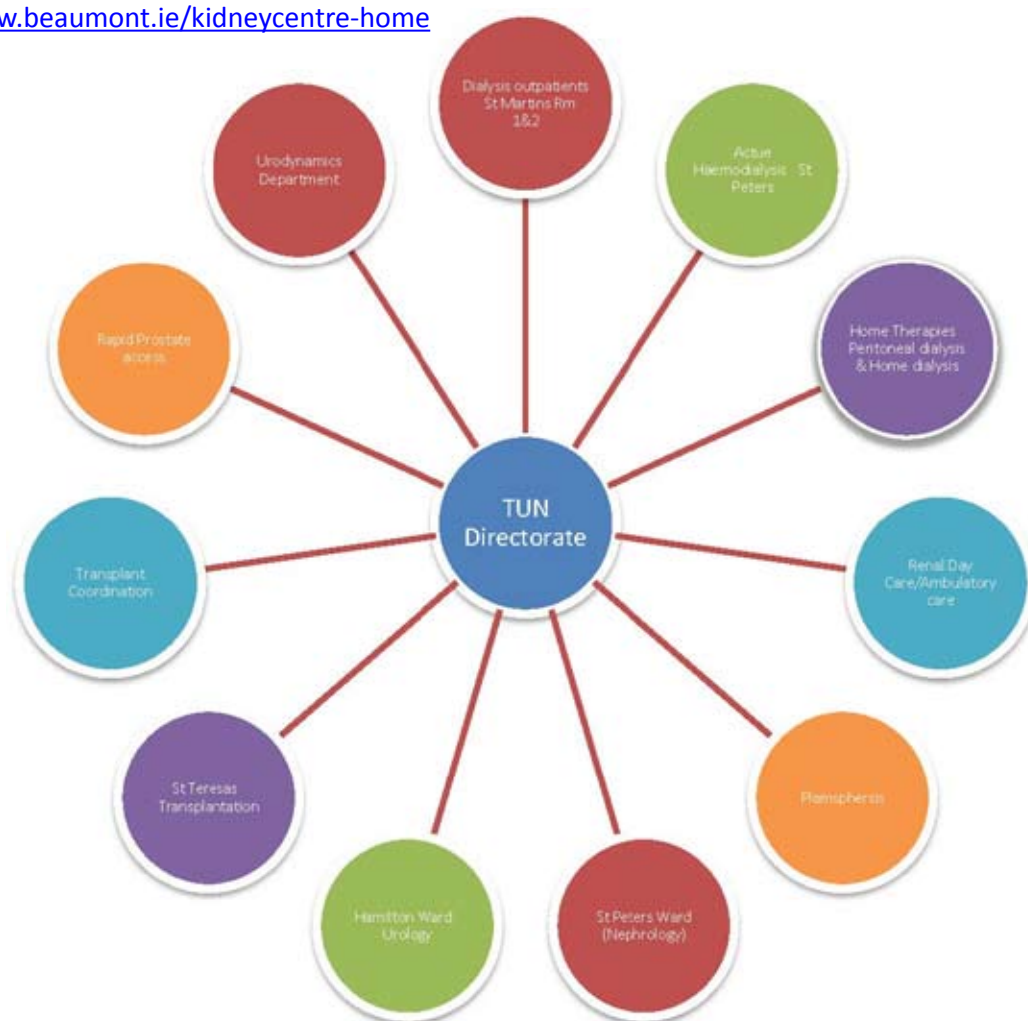 w.beaumont.ie/kidneycentre-home
Dialysis outpatients
St Martins Rm
1&2
Actue
Haemodialysis St
Peters
Home Therapies
Peritoneal dialysis
& Home dialysis
Renal Day
Care/Ambulatory
care
Plamspheris
St Peters Ward
(Nephrology)
Hamilton Ward
Urology
St Teresas
Transplantation
Transplant
Coordination
Rapid Prostate
access
Urodynamics
Department
TUN
Directorate